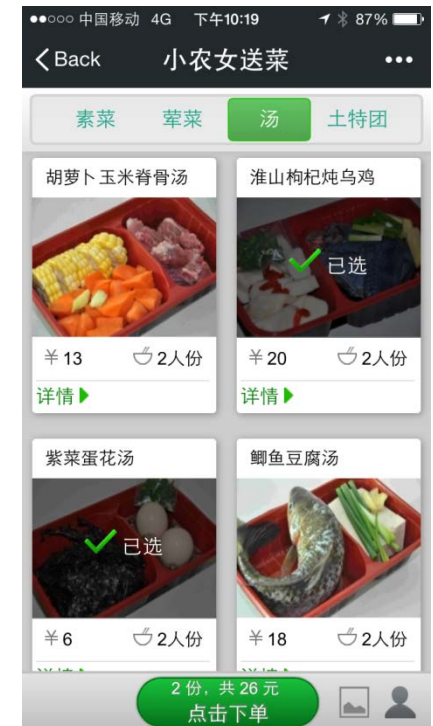 中国移动 4G 下午10:19 87%
Back 小农女送菜
素菜 荤菜 汤 土特团
胡萝卜玉米脊骨汤 淮山枸杞炖乌鸡
已选
￥13 2人份 ￥20 2人份
详情 详情
紫菜蛋花汤 鲫鱼豆腐汤
已选
￥6 2人份 ￥18 2人份
详情 详情
2 份，共 26 元
点击下单